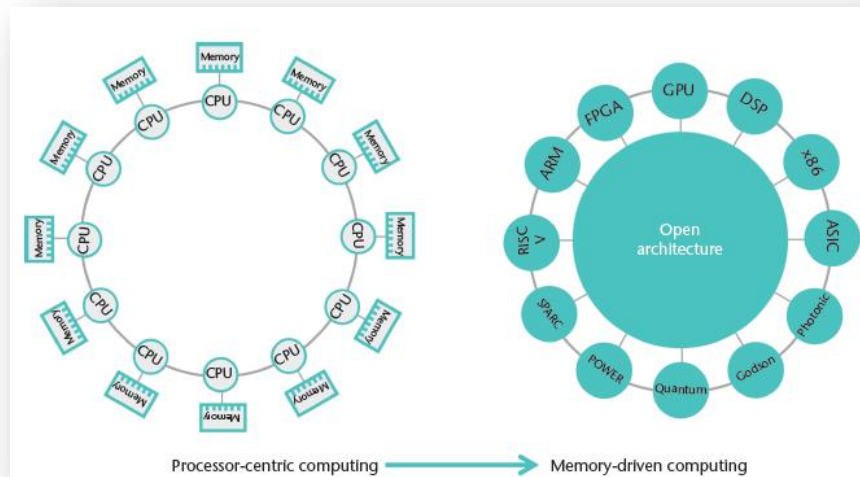 Memory
CPU
Memory
CPU
Memory
CPU
Memory
CPU
Memory
CPU
Memory
CPU
Memory
CPU
Memory
CPU
Memory
CPU
Memory
CPU
Memory
CPU
Memory
CPU
GPU
DSP
x86
ASIC
Photonic
Godson
Quantum
POWER
SPARC
RISC
V
ARM
FPGA
Open
architecture
Processor-centric computing
Memory-driven computing